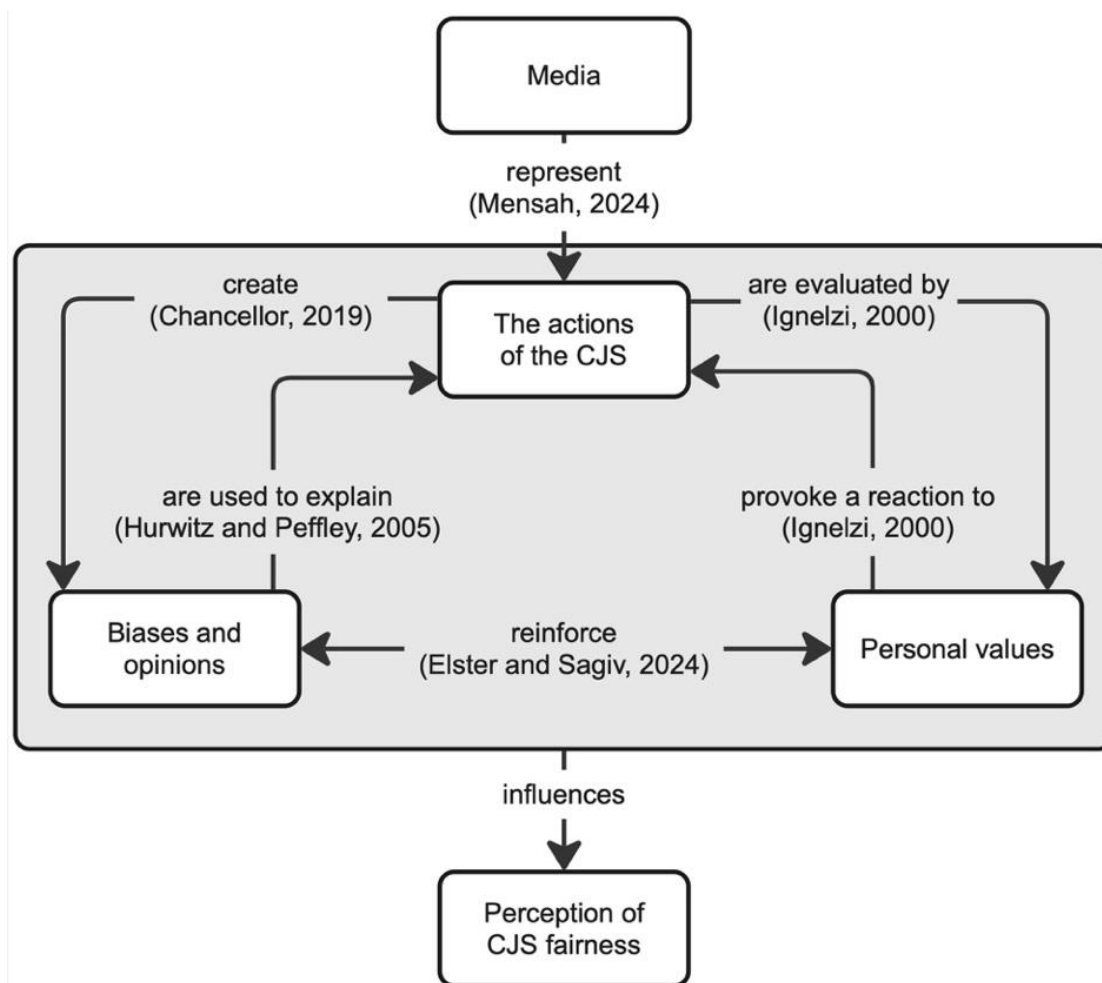 Media
represent
(Mensah, 2024)
create
(Chancellor, 2019)
The actions
of the CJS
are evaluated by
(Ignelzi, 2000)
are used to explain
(Hurwitz and Peffley, 2005)
provoke a reaction to
(Ignelzi, 2000)
Biases and
opinions
reinforce
(Elster and Sagiv, 2024)
Personal values
influences
Perception of
CJS fairness